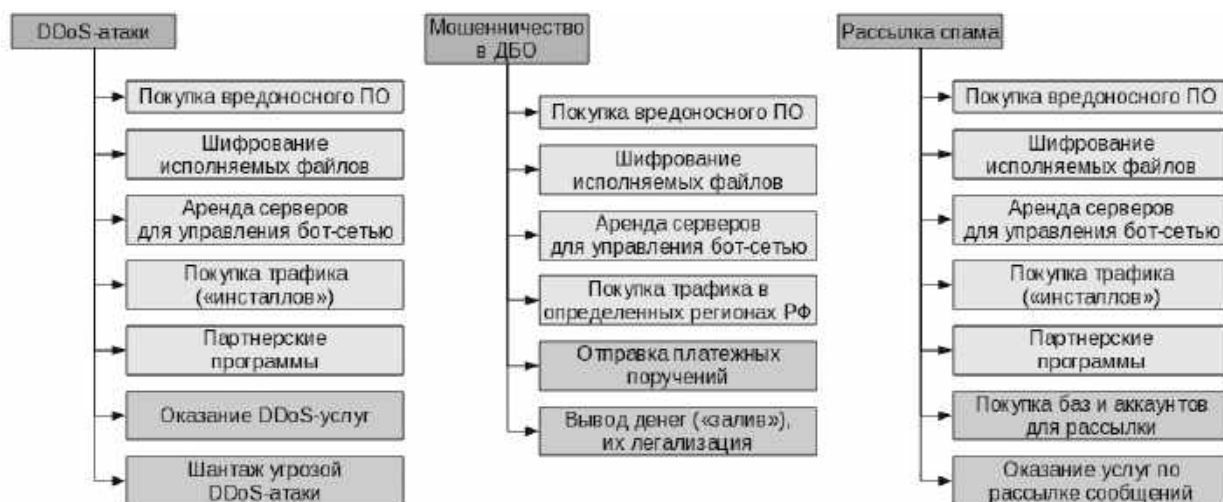 DDoS-атаки
Покупка вредоносного ПО
Шифрование
исполняемых файлов
Аренда серверов
для управления бот-сетью
Покупка трафика
(«инсталлов»)
Партнерские
программы
Оказание DDoS-услуг
Шантаж угрозой
DDoS-атаки
Мошенничество
в ДБО
Покупка вредоносного ПО
Шифрование
исполняемых файлов
Аренда серверов
для управления бот-сетью
Покупка трафика в
определенных регионах РФ
Отправка платежных
поручений
Вывод денег («залив»),
их легализация
Рассылка спама
Покупка вредоносного ПО
Шифрование
исполняемых файлов
Аренда серверов
для управления бот-сетью
Покупка трафика
(«инсталлов»)
Партнерские
программы
Покупка баз и аккаунтов
для рассылки
Оказание услуг по
рассылке сообщений